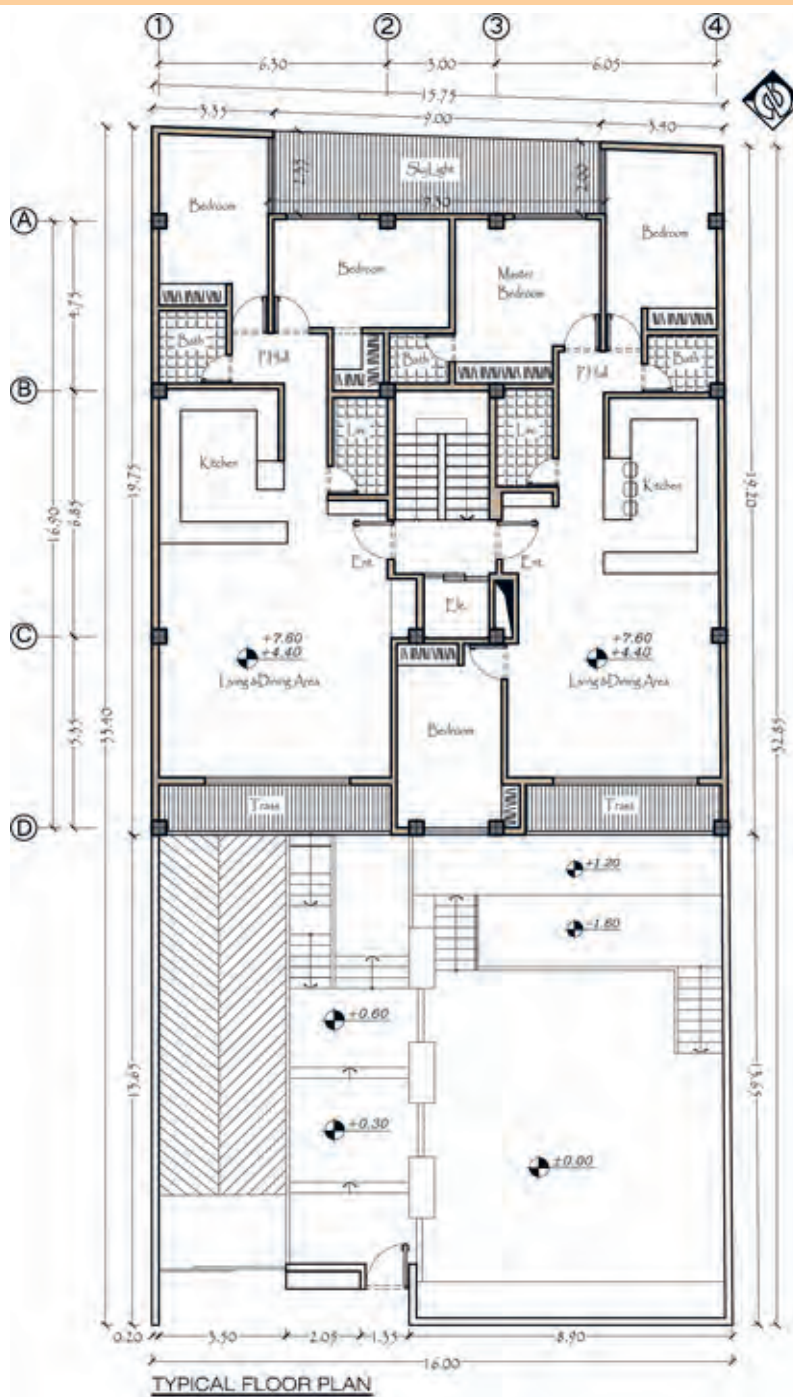 1 2 3 4
6.30 3.00 6.05
15.75
3.35 9.00 3.40
SkyLight
2.35 2.00
9.30
Bedroom
Bedroom
A
Bedroom
Master
Bedroom
4.75
Bath
Bath
Bath
P.Hall
P.Hall
B
Lav.
Lav.
Kitchen
Kitchen
19.75
16.90
6.85
19.20
Ent.
Ent.
Ele.
C
+7.60
+4.40
Living&Dining Area
+7.60
+4.40
Living&Dining Area
33.40
5.35
32.85
Bedroom
Trass
Trass
D
+1.20
-1.60
+0.60
+0.30
+0.00
13.65
13.65
0.20 3.50 2.05 1.35 8.90
16.00
TYPICAL FLOOR PLAN